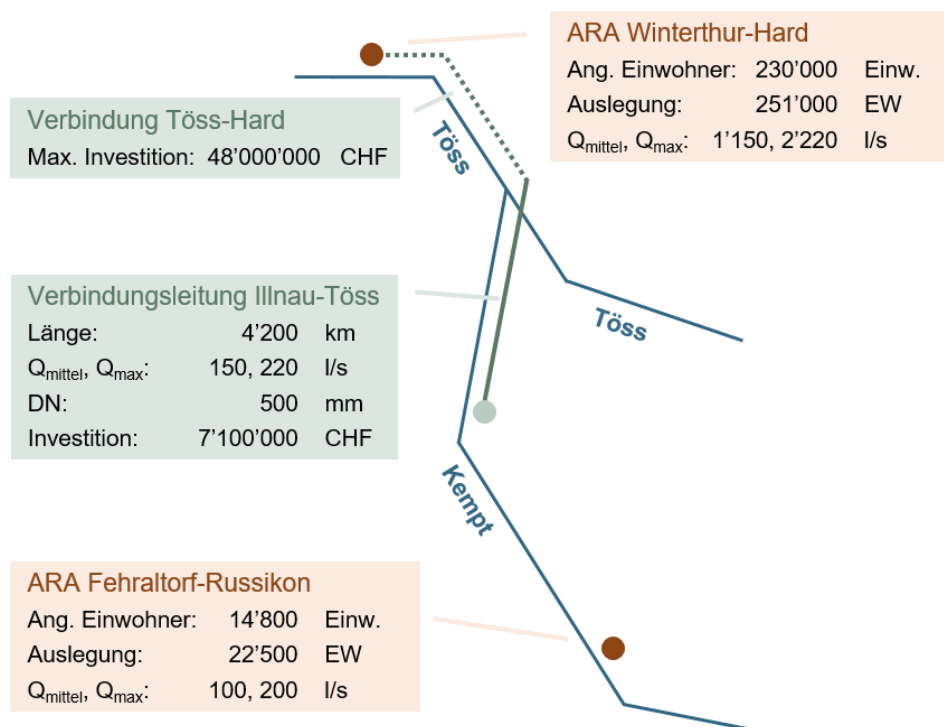 ARA Winterthur-Hard
Ang. Einwohner: 230'000 Einw.
Auslegung: 251'000 EW
Qmittel, Qmax: 1'150, 2'220 l/s
Verbindung Töss-Hard
Max. Investition: 48'000'000 CHF
Töss
Verbindungsleitung Illnau-Töss
Länge: 4'200 km
Qmittel, Qmax: 150, 220 l/s
DN: 500 mm
Investition: 7'100'000 CHF
Töss
Kempt
ARA Fehraltorf-Russikon
Ang. Einwohner: 14'800 Einw.
Auslegung: 22'500 EW
Qmittel, Qmax: 100, 200 l/s